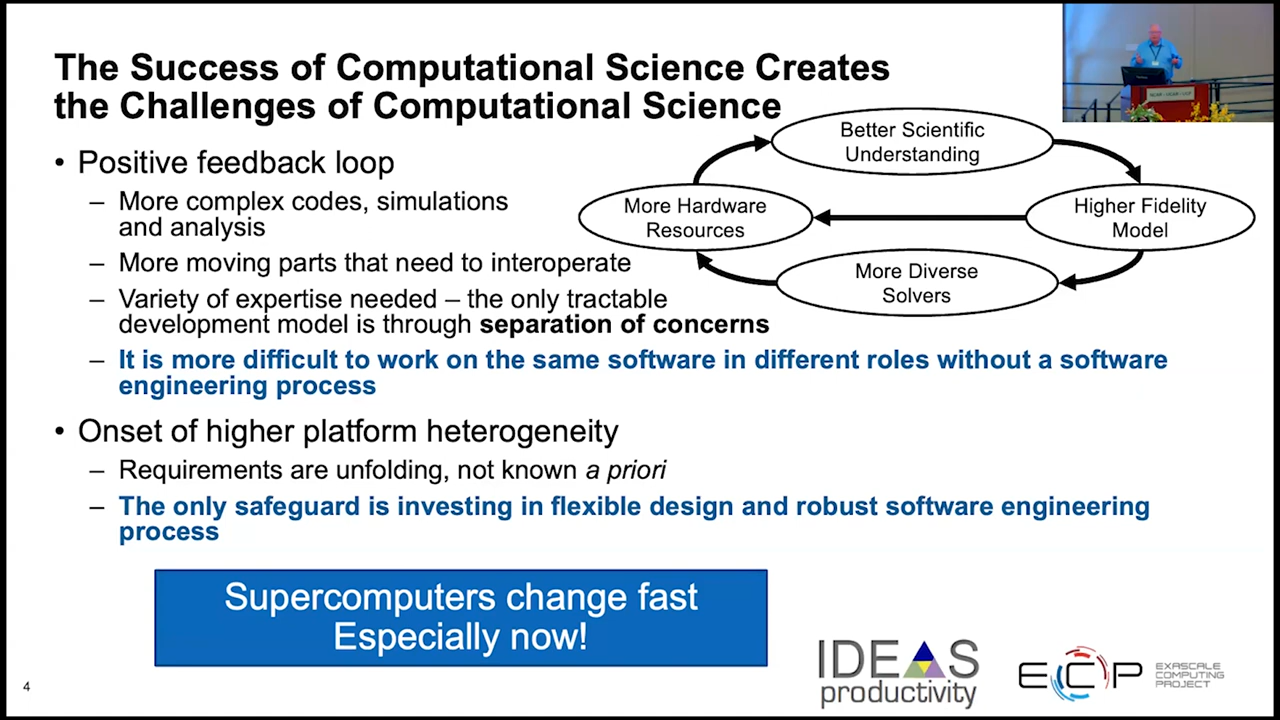 The Success of Computational Science Creates
the Challenges of Computational Science
• Positive feedback loop
– More complex codes, simulations
and analysis
– More moving parts that need to interoperate
– Variety of expertise needed – the only tractable
development model is through separation of concerns
– It is more difficult to work on the same software in different roles without a software
engineering process
• Onset of higher platform heterogeneity
– Requirements are unfolding, not known a priori
– The only safeguard is investing in flexible design and robust software engineering
process
Better Scientific
Understanding
More Hardware
Resources
Higher Fidelity
Model
More Diverse
Solvers
Supercomputers change fast
Especially now!
4
IDEAS
productivity
ECP
EXASCALE
COMPUTING
PROJECT